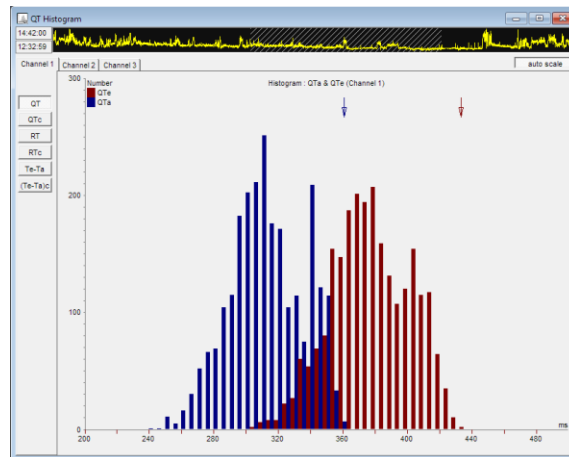 QT Histogram
14:42:00
12:32:59
Channel 1 Channel 2 Channel 3
auto scale
300
Number
QTe
QTa
Histogram : QTa & QTe (Channel 1)
QT
QTc
RT
RTc
Te-Ta
(Te-Ta)c
200
100
0
ms
200 240 280 320 360 400 440 480